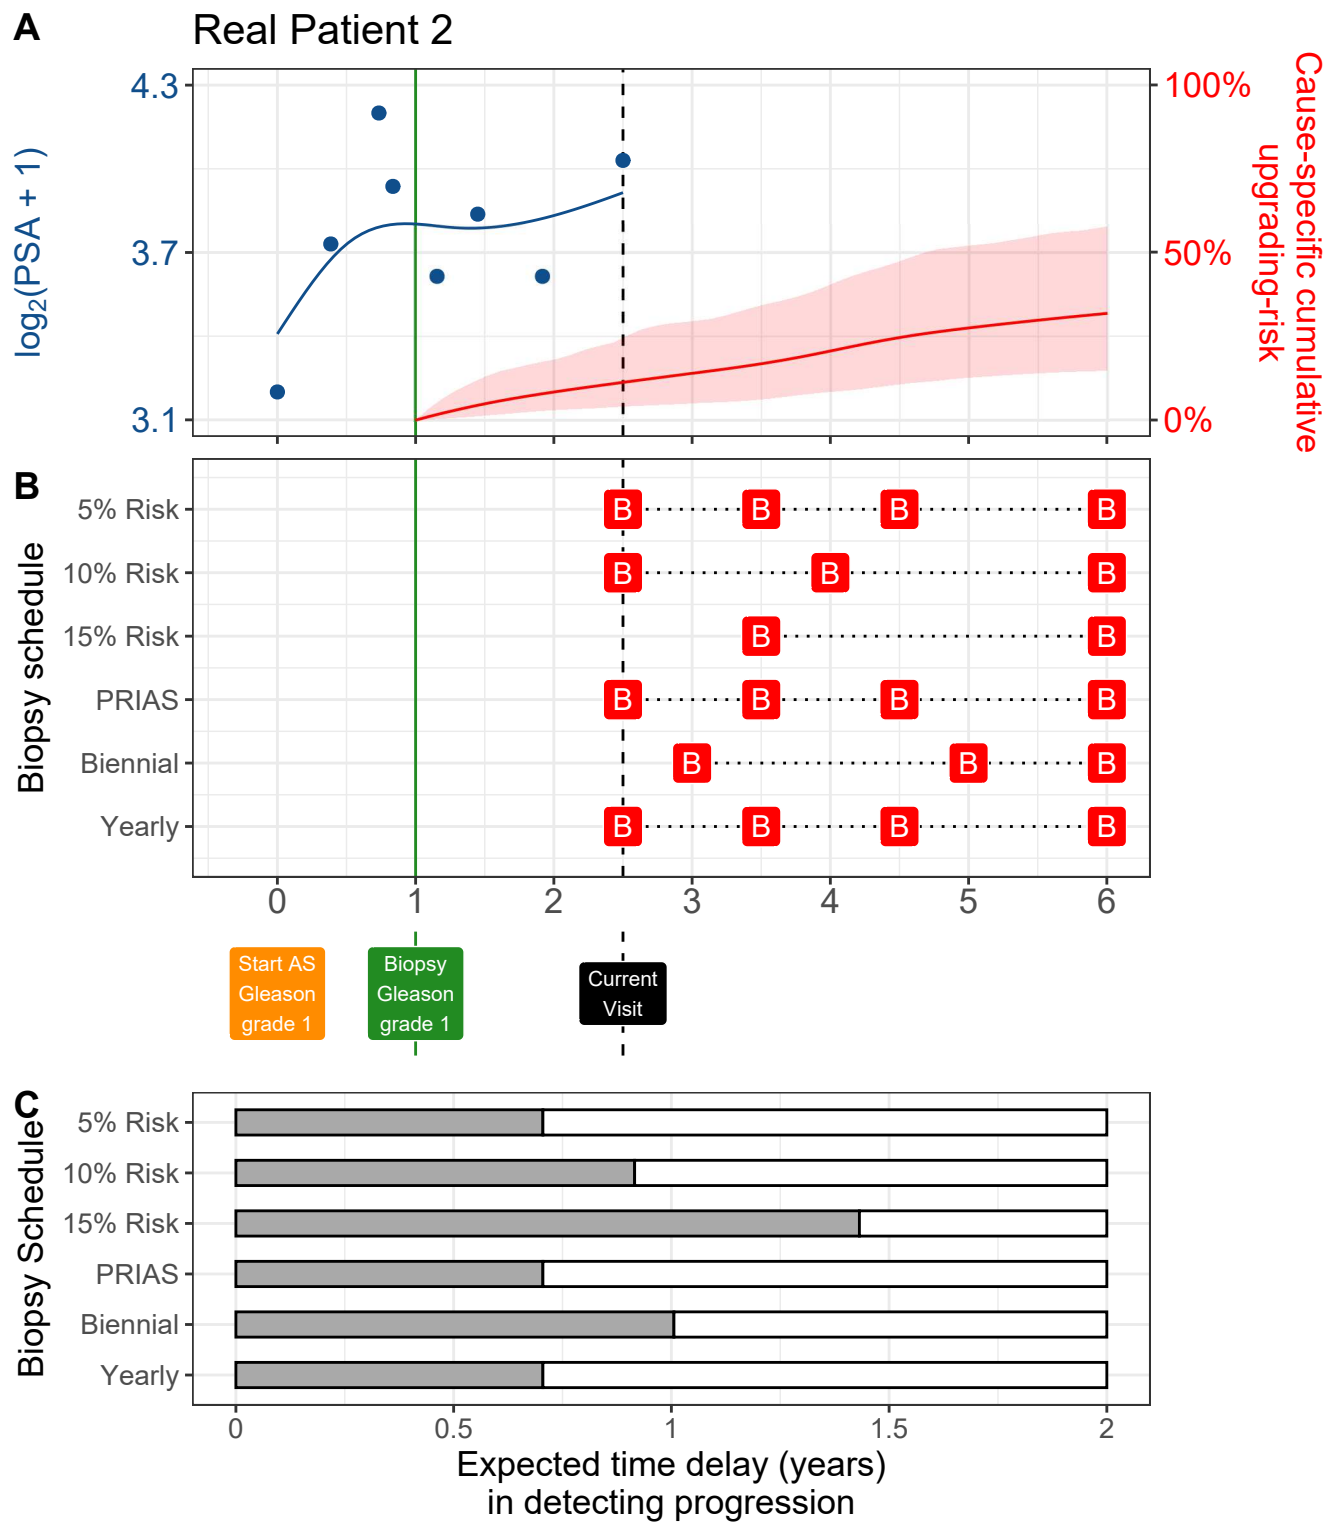 A
Real Patient 2
4.3
3.7
3.1
log₂(PSA + 1)
100%
50%
0%
Cause-specific cumulative
upgrading-risk
B
Biopsy schedule
5% Risk
B B B B
10% Risk
B B B
15% Risk
B B
PRIAS
B B B B
Biennial
B B B
Yearly
B B B B
0 1 2 3 4 5 6
Start AS
Gleason
grade 1
Biopsy
Gleason
grade 1
Current
Visit
C
Biopsy Schedule
5% Risk
10% Risk
15% Risk
PRIAS
Biennial
Yearly
0 0.5 1 1.5 2
Expected time delay (years)
in detecting progression